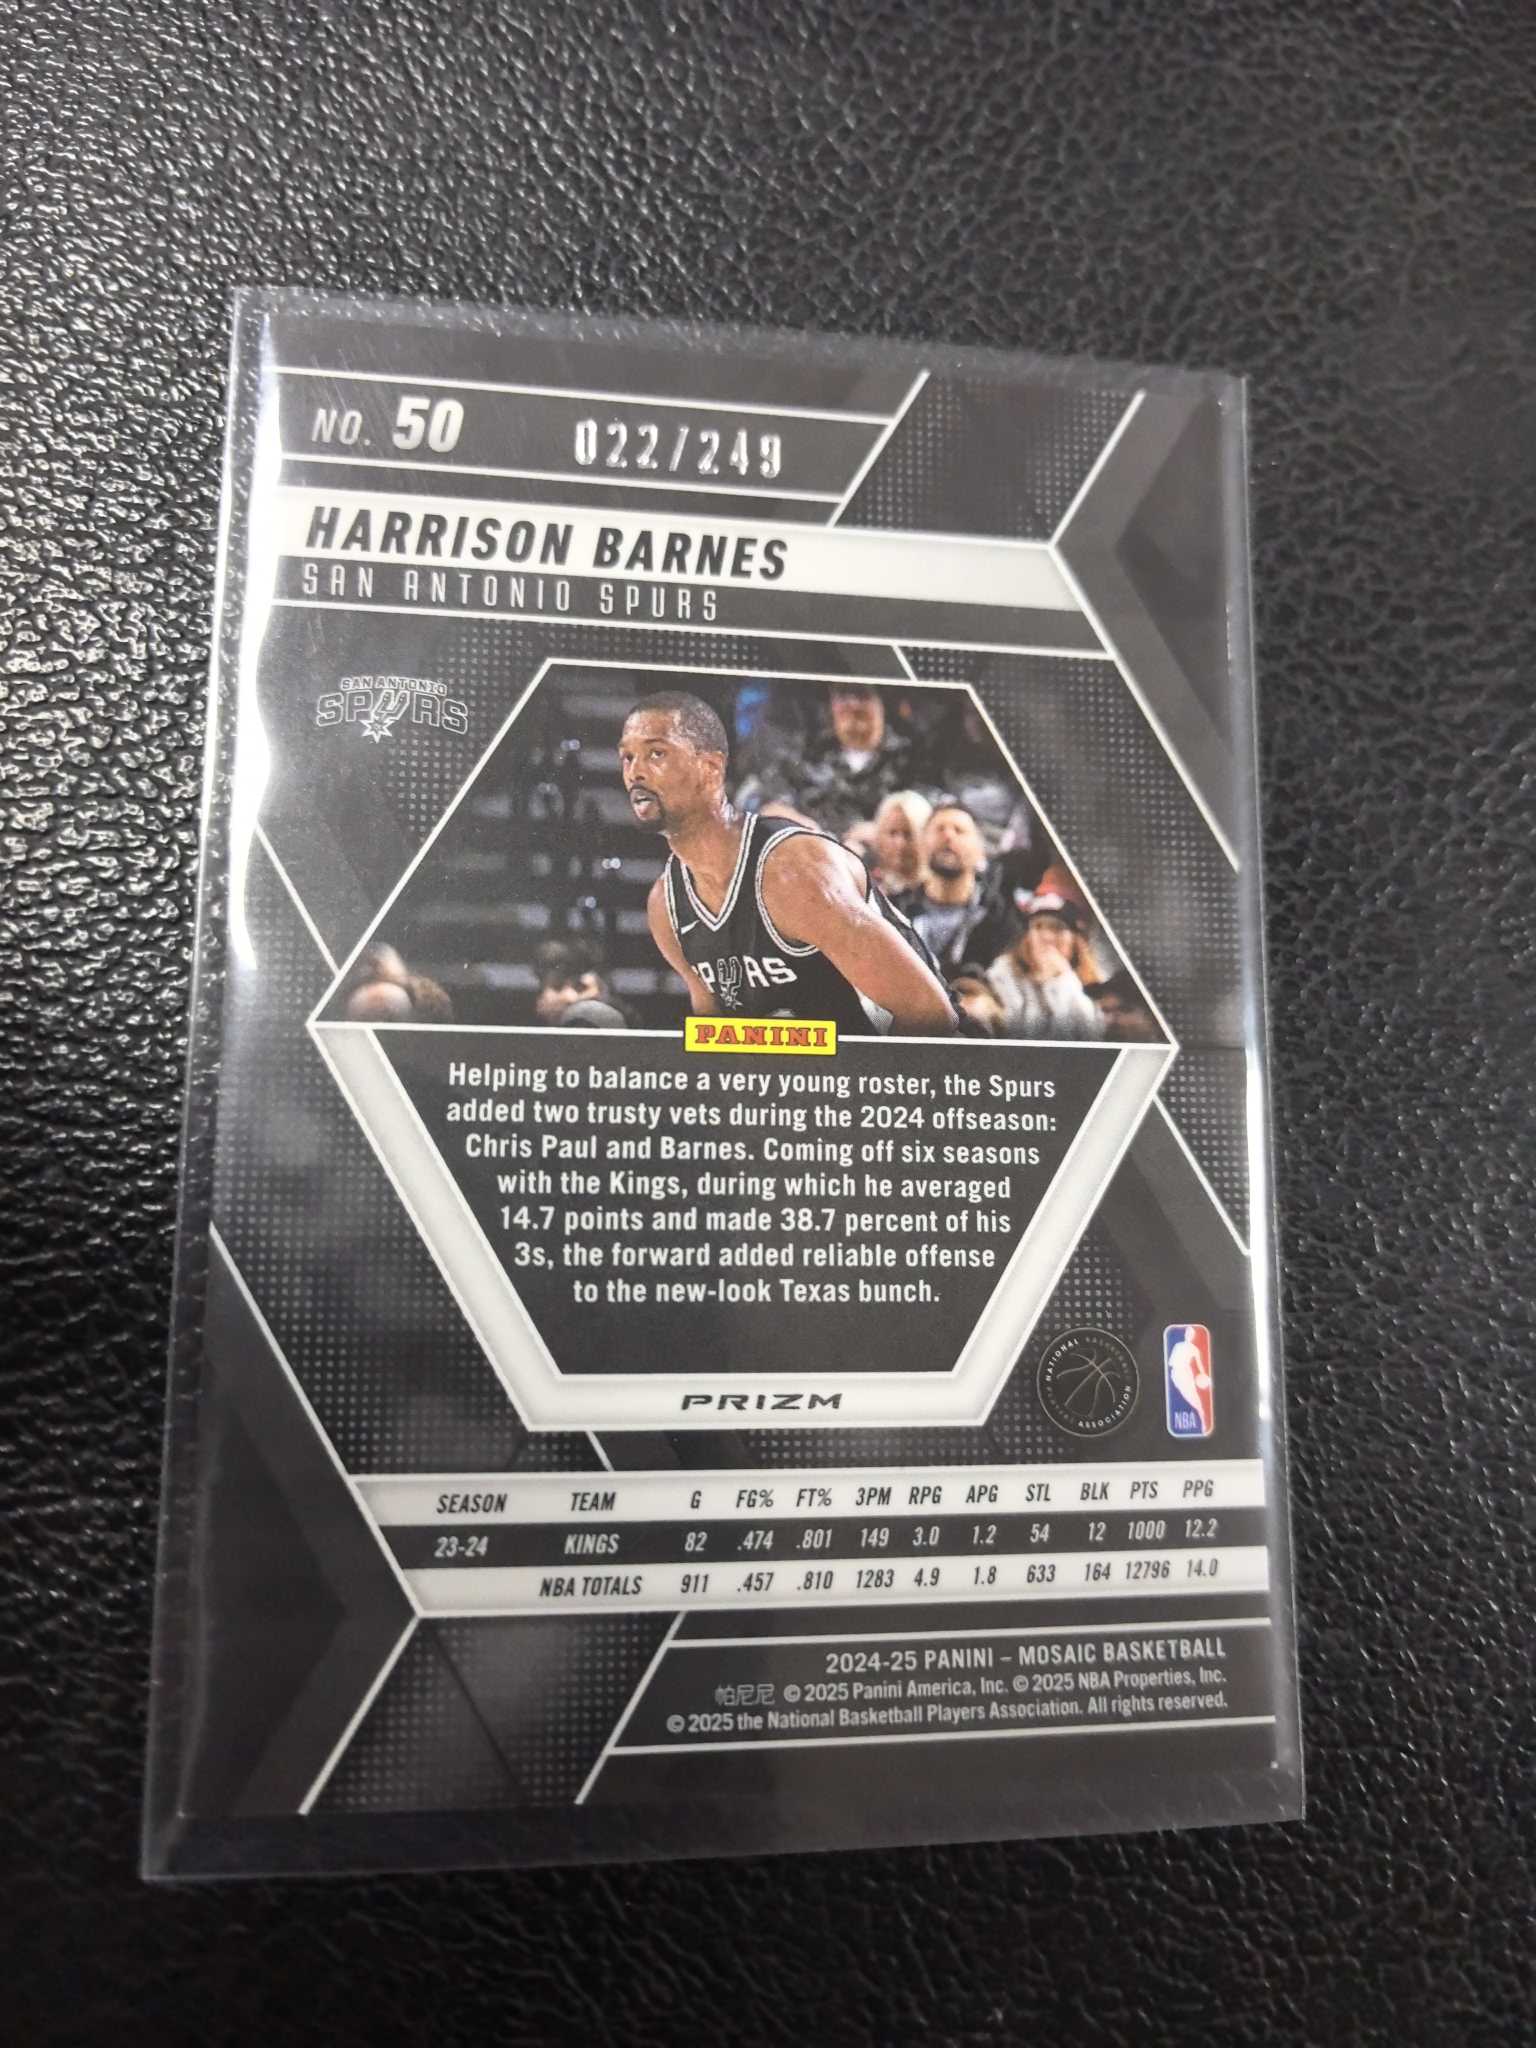 NO. 50 022/249
HARRISON BARNES
SAN ANTONIO SPURS
SAN ANTONIO
SPURS
SPURS
PANINI
Helping to balance a very young roster, the Spurs
added two trusty vets during the 2024 offseason:
Chris Paul and Barnes. Coming off six seasons
with the Kings, during which he averaged
14.7 points and made 38.7 percent of his
3s, the forward added reliable offense
to the new-look Texas bunch.
NATIONAL BASKETBALL PLAYERS ASSOCIATION
NBA
PRIZM
SEASON TEAM G FG% FT% 3PM RPG APG STL BLK PTS PPG
23-24 KINGS 82 .474 .801 149 3.0 1.2 54 12 1000 12.2
NBA TOTALS 911 .457 .810 1283 4.9 1.8 633 164 12796 14.0
2024-25 PANINI – MOSAIC BASKETBALL
帕尼尼 © 2025 Panini America, Inc. © 2025 NBA Properties, Inc.
© 2025 the National Basketball Players Association. All rights reserved.